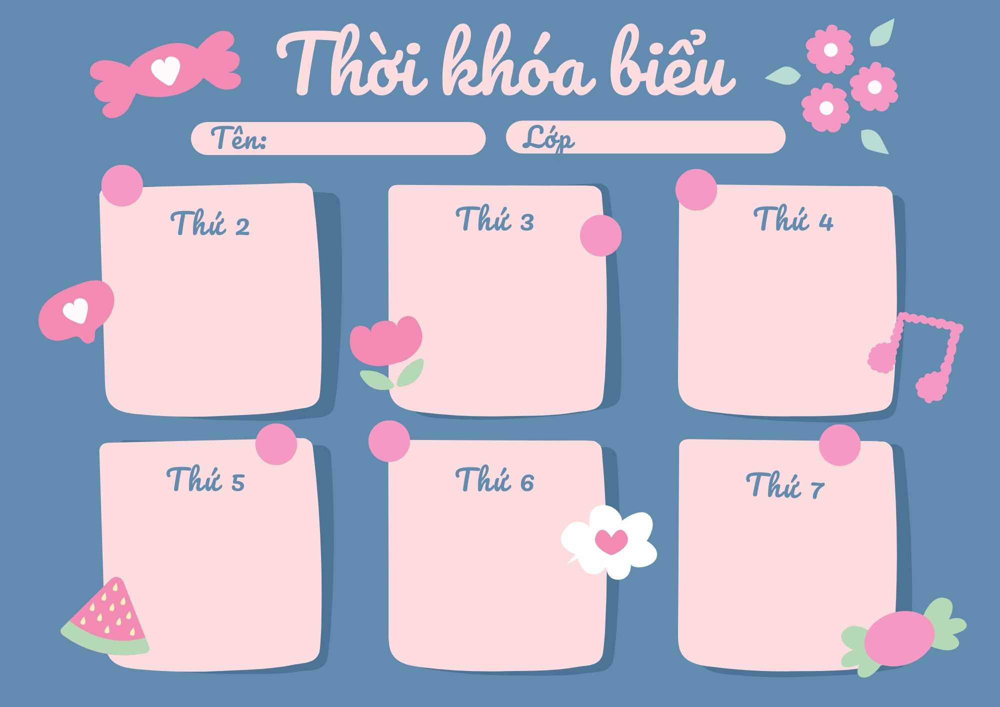 Thời khóa biểu
Tên:
Lớp
Thứ 2
Thứ 3
Thứ 4
Thứ 5
Thứ 6
Thứ 7